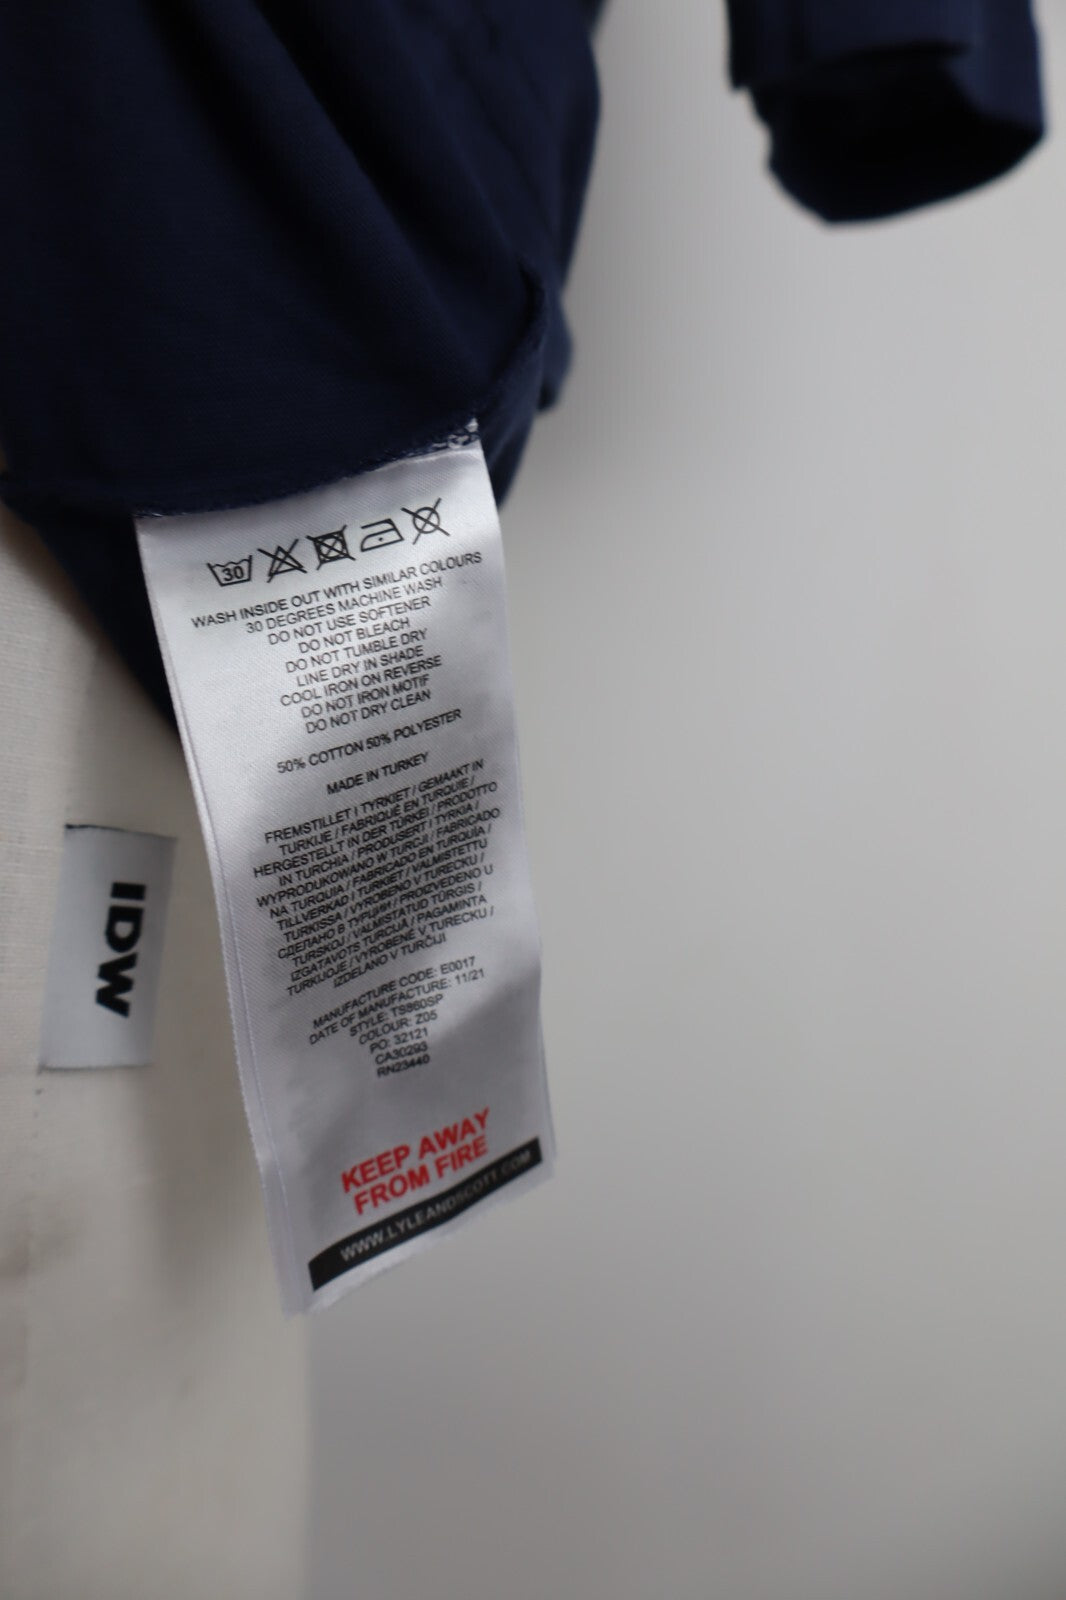 30
WASH INSIDE OUT WITH SIMILAR COLOURS
30 DEGREES MACHINE WASH
DO NOT USE SOFTENER
DO NOT BLEACH
DO NOT TUMBLE DRY
LINE DRY IN SHADE
COOL IRON ON REVERSE
DO NOT IRON MOTIF
DO NOT DRY CLEAN
50% COTTON 50% POLYESTER
MADE IN TURKEY
FREMSTILLET I TYRKIET / GEMAAKT IN
TURKIJE / FABRIQUÉ EN TURQUIE /
HERGESTELLT IN DER TÜRKEI / PRODOTTO
IN TURCHIA / PRODUSERT I TYRKIA /
WYPRODUKOWANO W TURCJI / FABRICADO
NA TURQUIA / FABRICADO EN TURQUÍA /
TILLVERKAD I TURKIET / VALMISTETTU
TURKISSA / VYROBENO V TURECKU /
СДЕЛАНО В ТУРЦИИ / PROIZVEDENO U
TURSKOJ / VALMISTATUD TÜRGIS /
IZGATAVOTS TURCIJĀ / PAGAMINTA
TURKIJOJE / VYROBENÉ V TURECKU /
IZDELANO V TURČIJI
MANUFACTURE CODE: E0017
DATE OF MANUFACTURE: 11/21
STYLE: TS860SP
COLOUR: Z05
PO: 32121
CA30293
RN23440
KEEP AWAY
FROM FIRE
WWW.LYLEANDSCOTT.COM
IDW